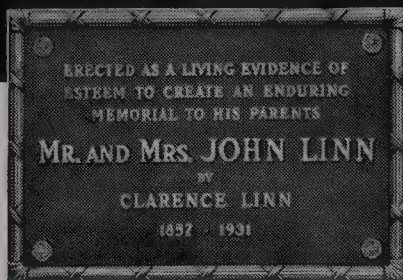 ERECTED AS A LIVING EVIDENCE OF
ESTEEM TO CREATE AN ENDURING
MEMORIAL TO HIS PARENTS
MR. AND MRS. JOHN LINN
BY
CLARENCE LINN
1857 - 1931